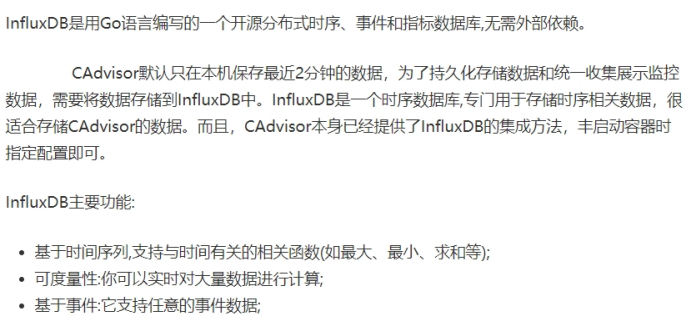 InfluxDB是用Go语言编写的一个开源分布式时序、事件和指标数据库,无需外部依赖。
CAdvisor默认只在本机保存最近2分钟的数据，为了持久化存储数据和统一收集展示监控
数据，需要将数据存储到InfluxDB中。InfluxDB是一个时序数据库,专门用于存储时序相关数据，很
适合存储CAdvisor的数据。而且，CAdvisor本身已经提供了InfluxDB的集成方法，丰启动容器时
指定配置即可。
InfluxDB主要功能:
• 基于时间序列,支持与时间有关的相关函数(如最大、最小、求和等);
• 可度量性:你可以实时对大量数据进行计算;
• 基于事件:它支持任意的事件数据;